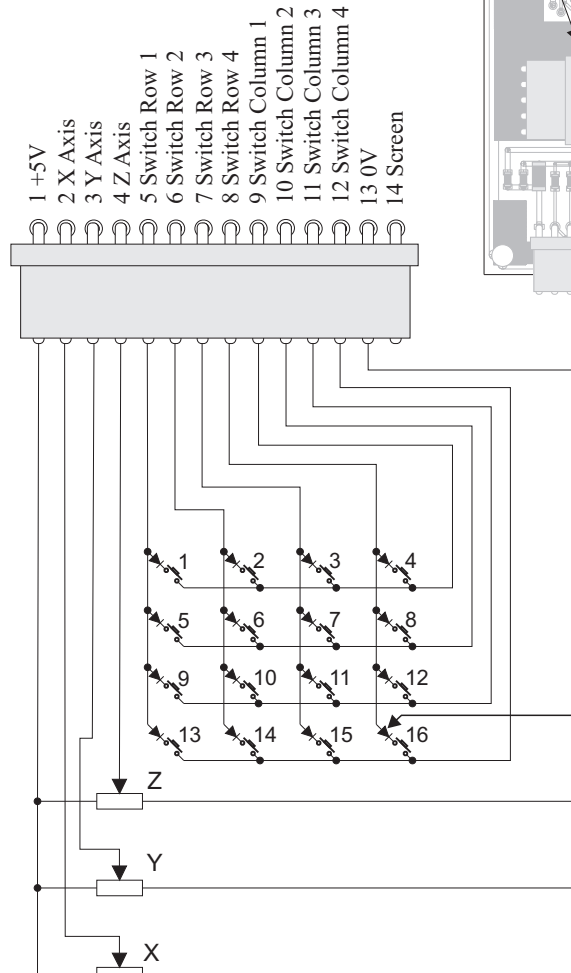 1 +5V
2 X Axis
3 Y Axis
4 Z Axis
5 Switch Row 1
6 Switch Row 2
7 Switch Row 3
8 Switch Row 4
9 Switch Column 1
10 Switch Column 2
11 Switch Column 3
12 Switch Column 4
13 0V
14 Screen
1 2 3 4
5 6 7 8
9 10 11 12
13 14 15 16
Z
Y
X